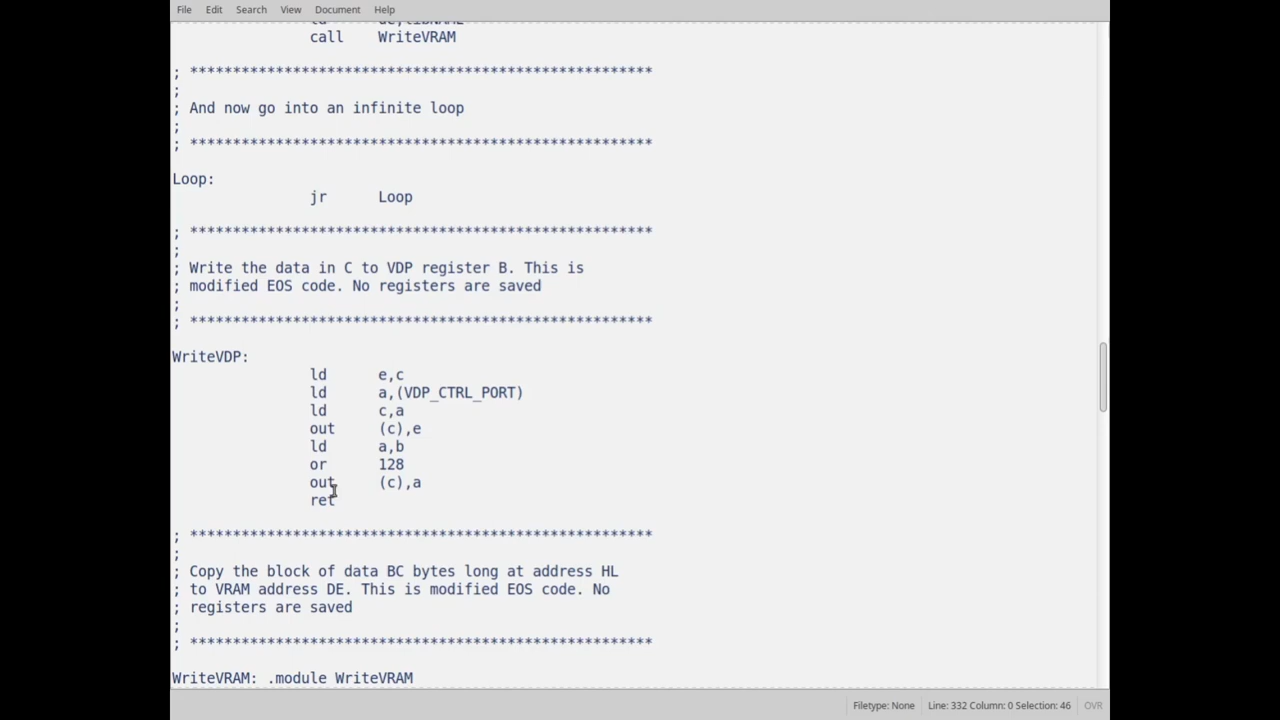 File Edit Search View Document Help
call WriteVRAM
; ******************************************************
;
; And now go into an infinite loop
;
; ******************************************************
Loop:
jr Loop
; ******************************************************
;
; Write the data in C to VDP register B. This is
; modified EOS code. No registers are saved
;
; ******************************************************
WriteVDP:
ld e,c
ld a,(VDP_CTRL_PORT)
ld c,a
out (c),e
ld a,b
or 128
out (c),a
ret
; ******************************************************
;
; Copy the block of data BC bytes long at address HL
; to VRAM address DE. This is modified EOS code. No
; registers are saved
;
; ******************************************************
WriteVRAM: .module WriteVRAM
Filetype: None Line: 332 Column: 0 Selection: 46 OVR